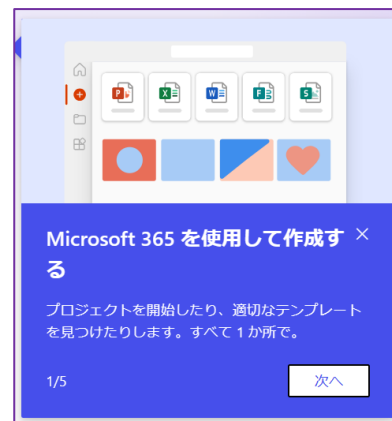 P
X
W
F
S
Microsoft 365 を使用して作成す
る
プロジェクトを開始したり、適切なテンプレート
を見つけたりします。すべて 1 か所で。
1/5
次へ